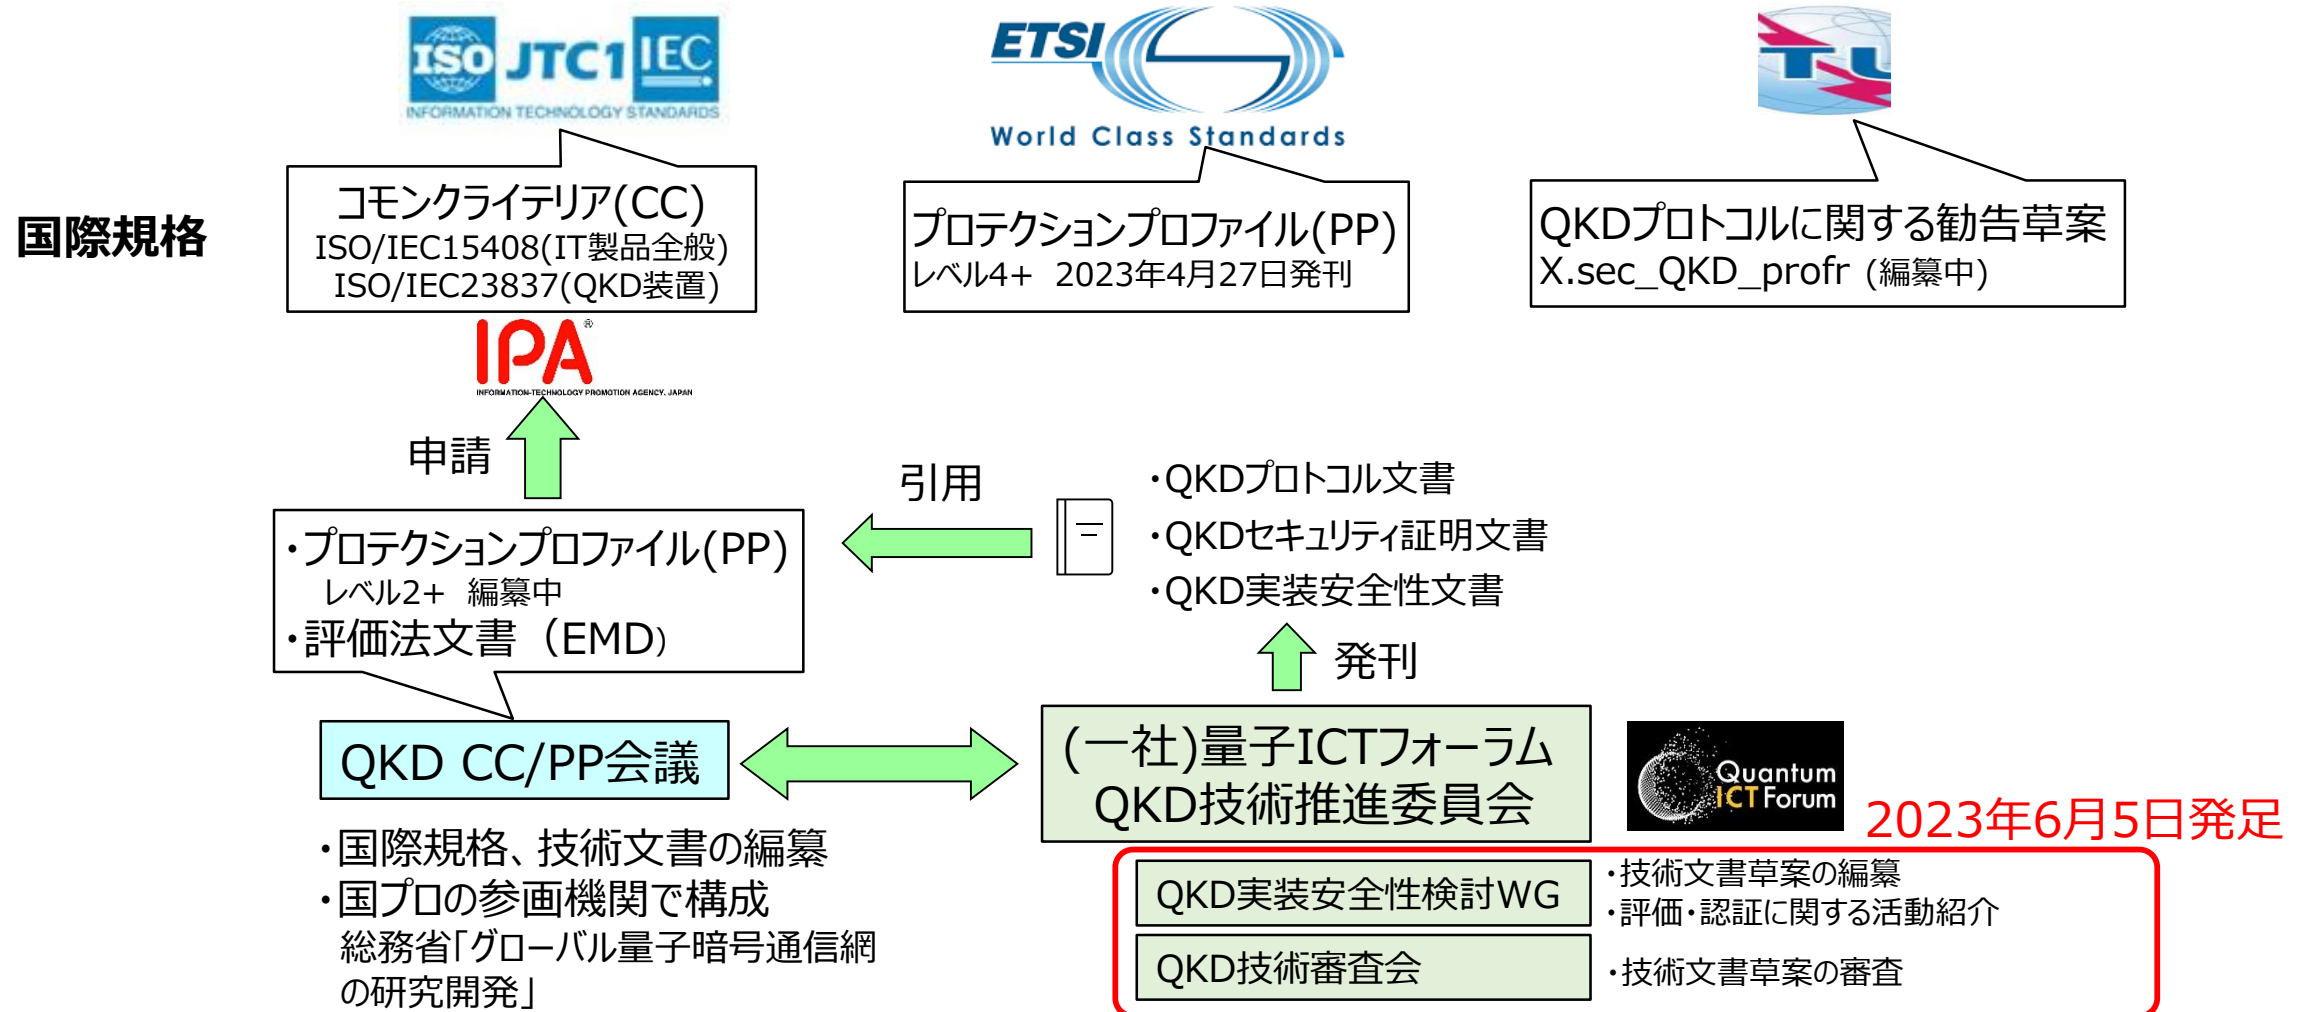 ISO JTC1 IEC
INFORMATION TECHNOLOGY STANDARDS
ETSI
World Class Standards
国際規格
コモンクライテリア(CC)
ISO/IEC15408(IT製品全般)
ISO/IEC23837(QKD装置)
プロテクションプロファイル(PP)
レベル4+ 2023年4月27日発刊
QKDプロトコルに関する勧告草案
X.sec_QKD_profr (編纂中)
IPA®
INFORMATION-TECHNOLOGY PROMOTION AGENCY, JAPAN
申請
引用
・QKDプロトコル文書
・QKDセキュリティ証明文書
・QKD実装安全性文書
・プロテクションプロファイル(PP)
レベル2+ 編纂中
・評価法文書（EMD）
発刊
QKD CC/PP会議
(一社)量子ICTフォーラム
QKD技術推進委員会
Quantum
ICT Forum
2023年6月5日発足
・国際規格、技術文書の編纂
・国プロの参画機関で構成
総務省「グローバル量子暗号通信網
の研究開発」
QKD実装安全性検討WG
・技術文書草案の編纂
・評価・認証に関する活動紹介
QKD技術審査会
・技術文書草案の審査